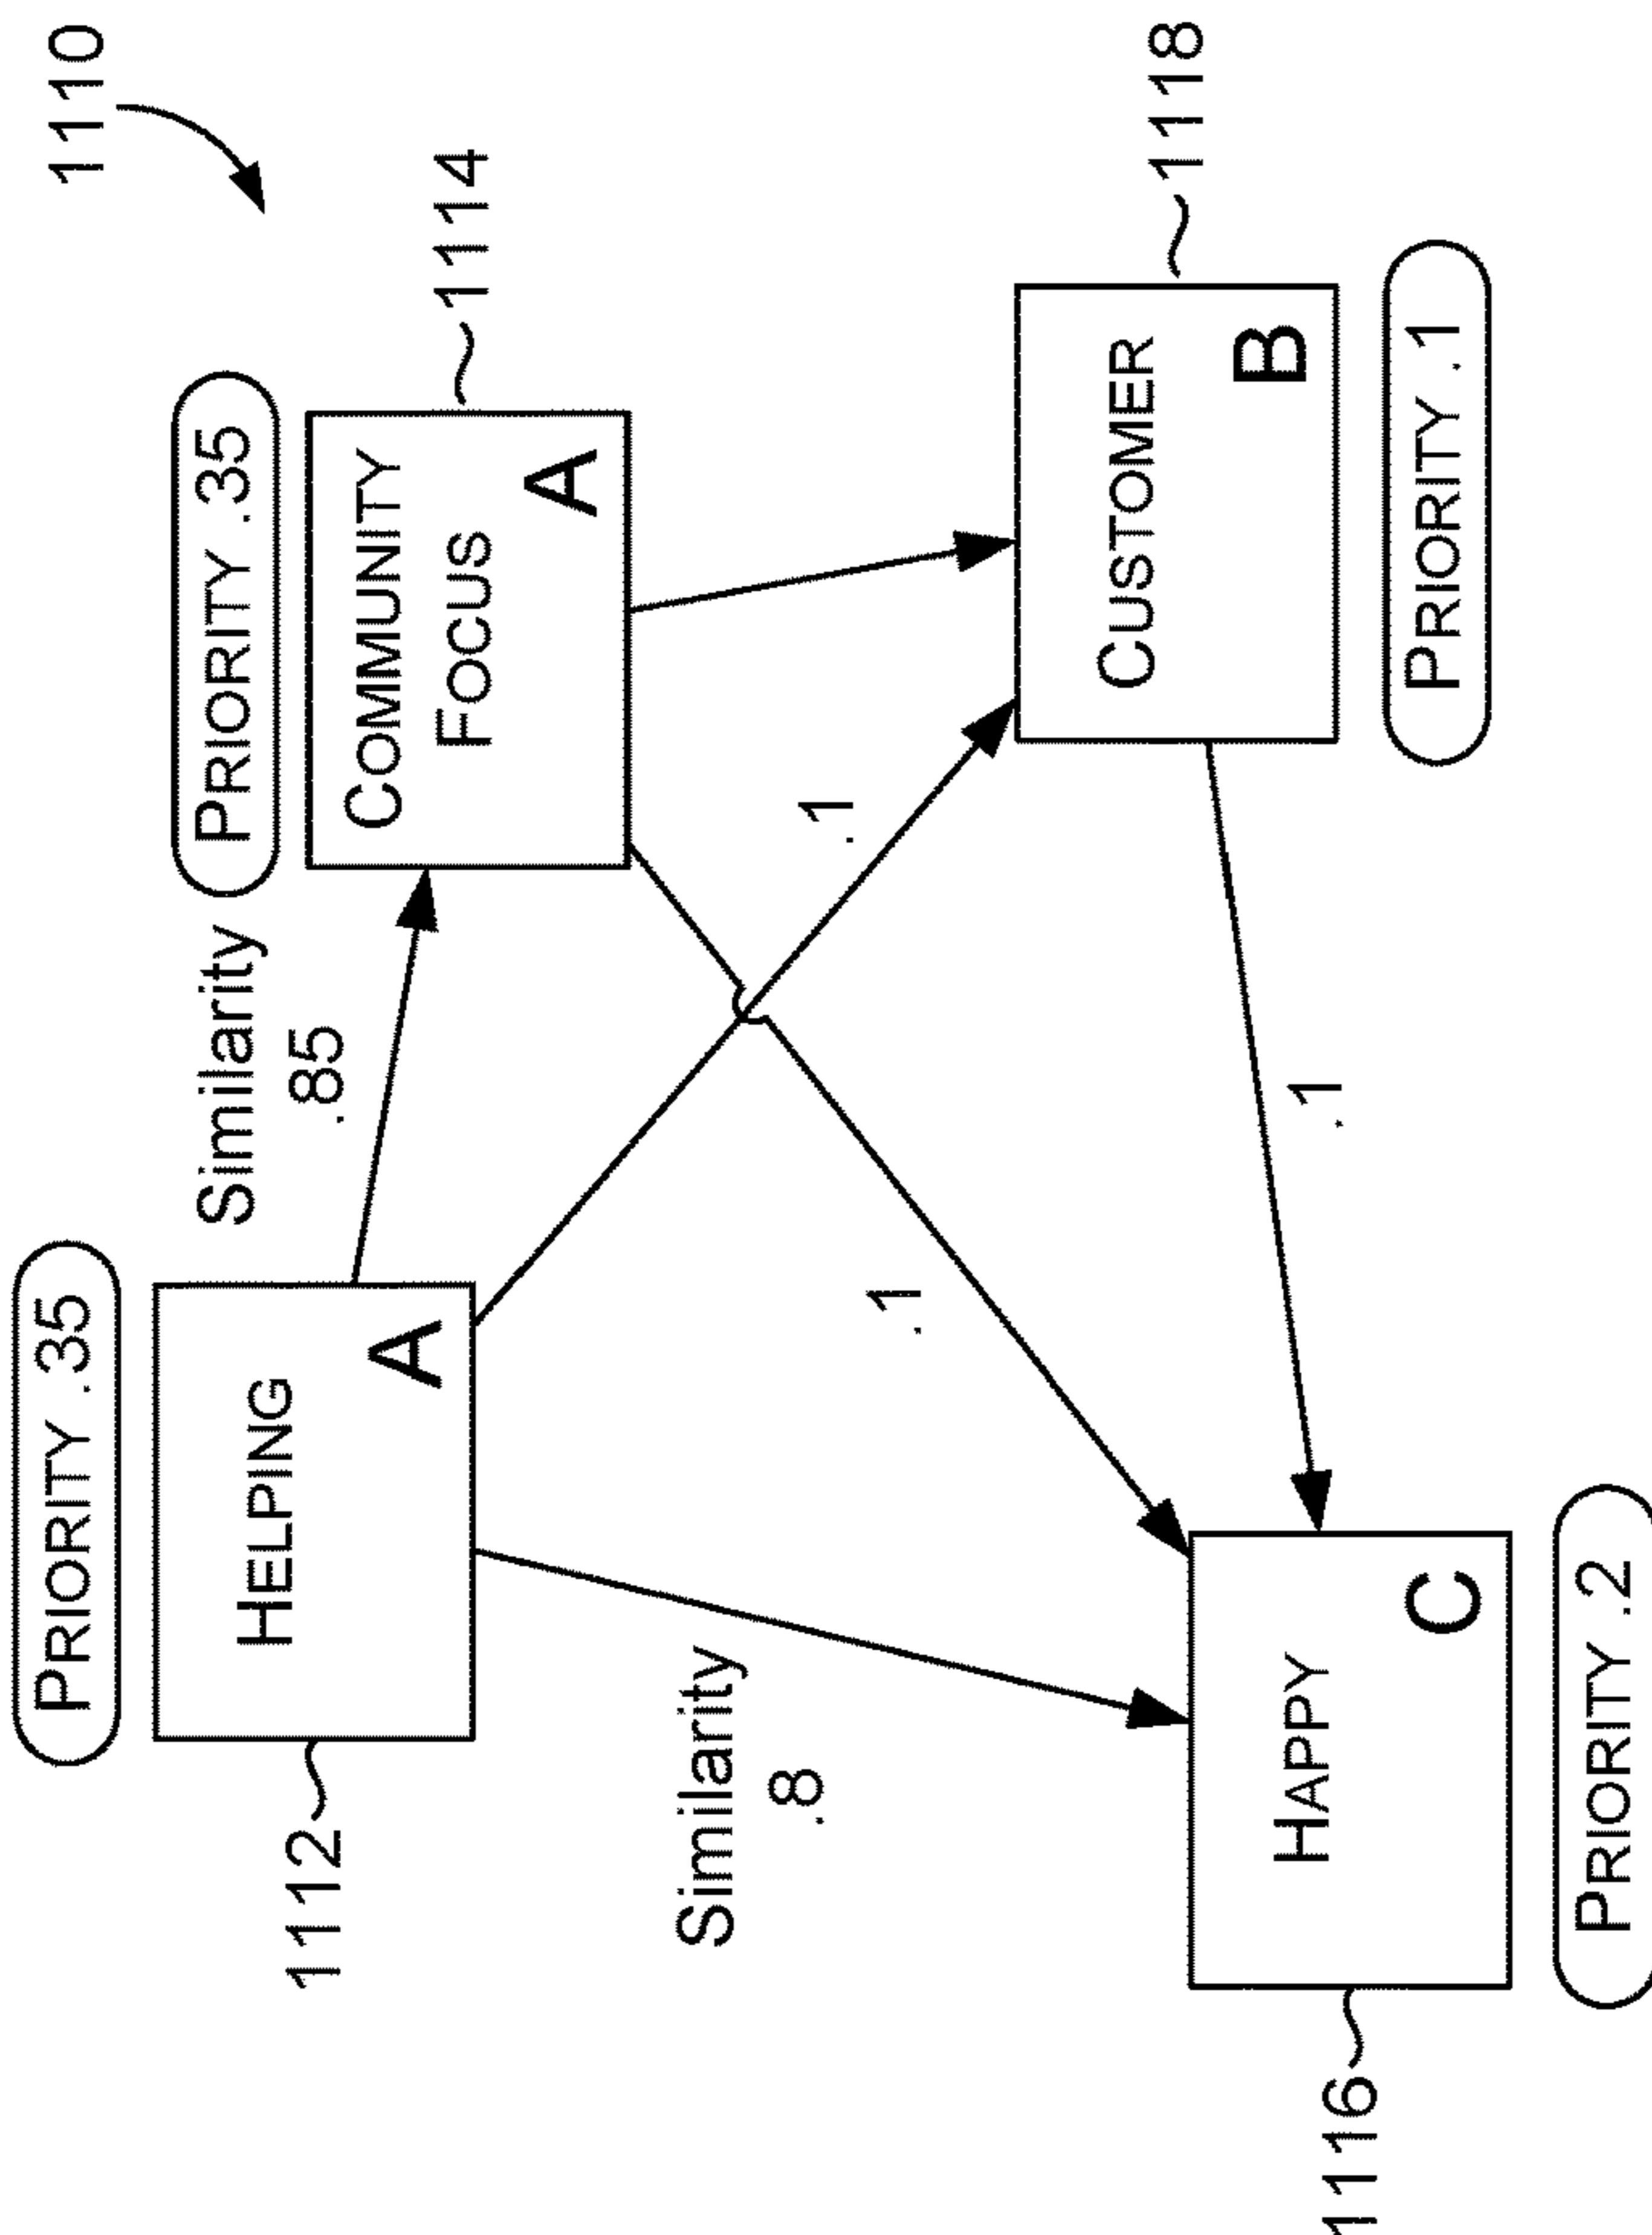 1110
PRIORITY .35
PRIORITY .35
1112
HELPING
A
Similarity
.85
COMMUNITY
FOCUS
A
1114
Similarity
.8
.1
.1
1116
HAPPY
C
PRIORITY .2
.1
CUSTOMER
B
1118
PRIORITY .1